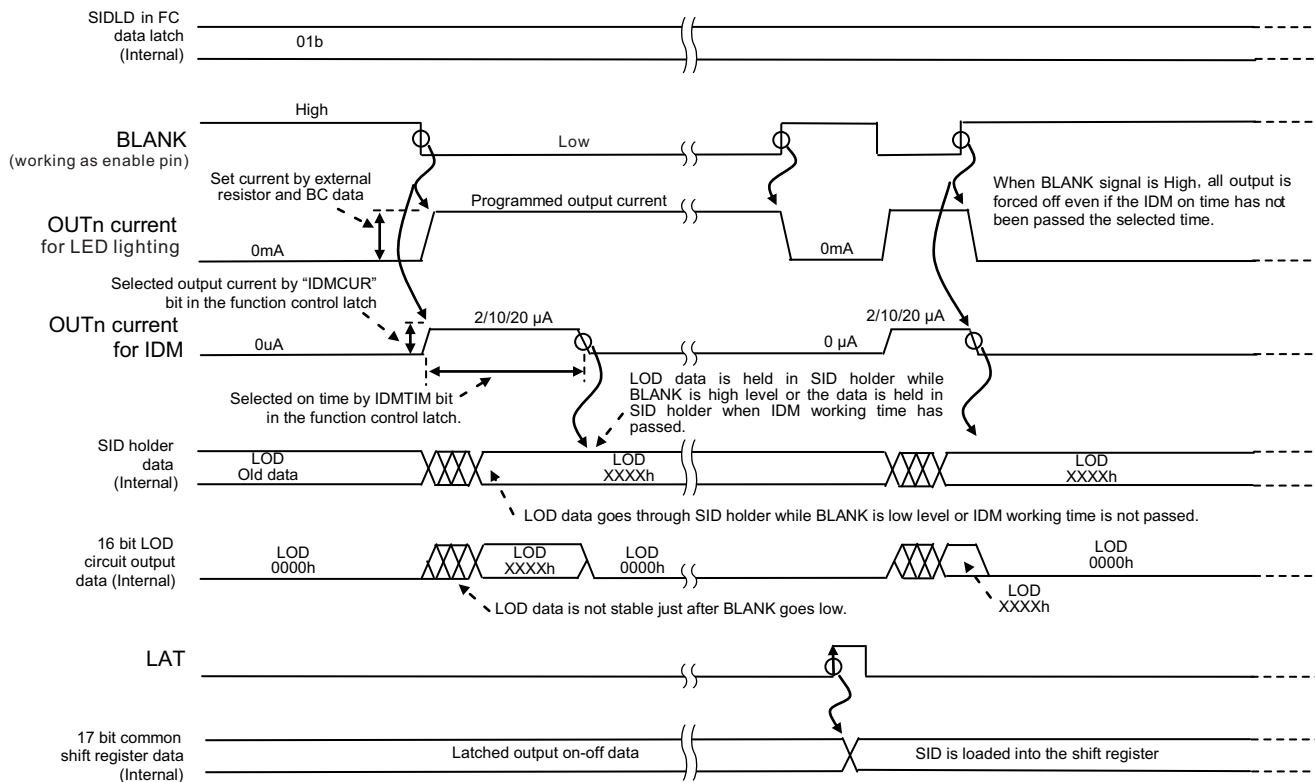 SIDLD in FC
data latch
(Internal)
01b
High
BLANK
(working as enable pin)
Low
Set current by external
resistor and BC data
Programmed output current
When BLANK signal is High, all output is
forced off even if the IDM on time has not
been passed the selected time.
OUTn current
for LED lighting
0mA
0mA
Selected output current by “IDMCUR”
bit in the function control latch
OUTn current
for IDM
2/10/20 µA
2/10/20 µA
0uA
0 µA
Selected on time by IDMTIM bit
in the function control latch.
LOD data is held in SID holder while
BLANK is high level or the data is held in
SID holder when IDM working time has
passed.
SID holder
data
(Internal)
LOD
Old data
LOD
XXXXh
LOD
XXXXh
LOD data goes through SID holder while BLANK is low level or IDM working time is not passed.
16 bit LOD
circuit output
data (Internal)
LOD
0000h
LOD
XXXXh
LOD
0000h
LOD
0000h
LOD
XXXXh
LOD data is not stable just after BLANK goes low.
LAT
17 bit common
shift register data
(Internal)
Latched output on-off data
SID is loaded into the shift register